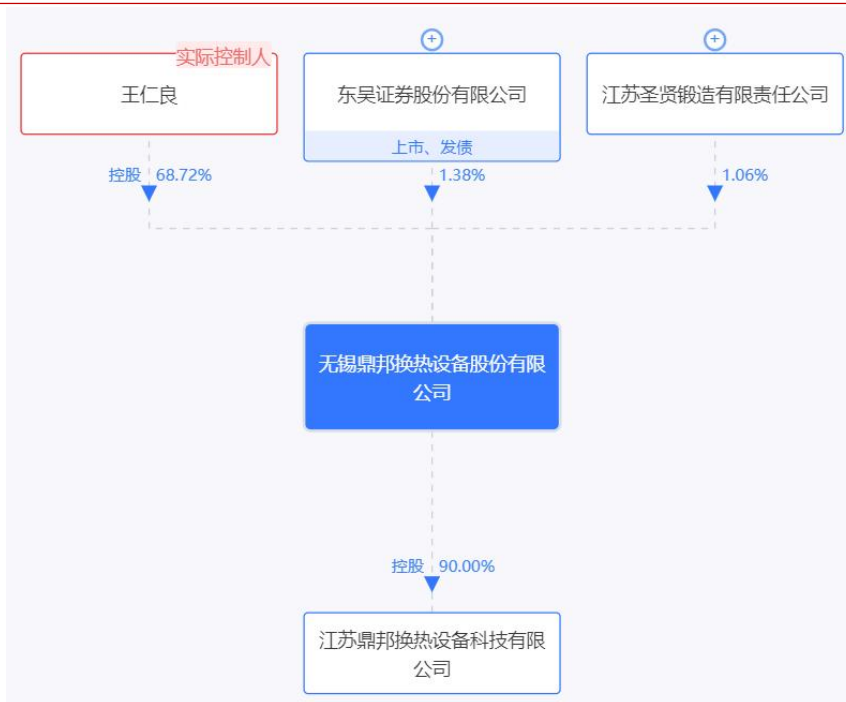 实际控制人
王仁良
东吴证券股份有限公司
江苏圣贤锻造有限责任公司
上市、发债
控股 68.72%
1.38%
1.06%
无锡鼎邦换热设备股份有限
公司
控股 90.00%
江苏鼎邦换热设备科技有限
公司